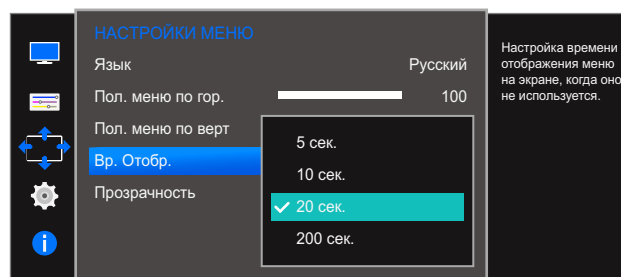 НАСТРОЙКИ МЕНЮ
Язык Русский
Пол. меню по гор. 100
Пол. меню по верт
Вр. Отобр.
Прозрачность
5 сек.
10 сек.
20 сек.
200 сек.
Настройка времени
отображения меню
на экране, когда оно
не используется.